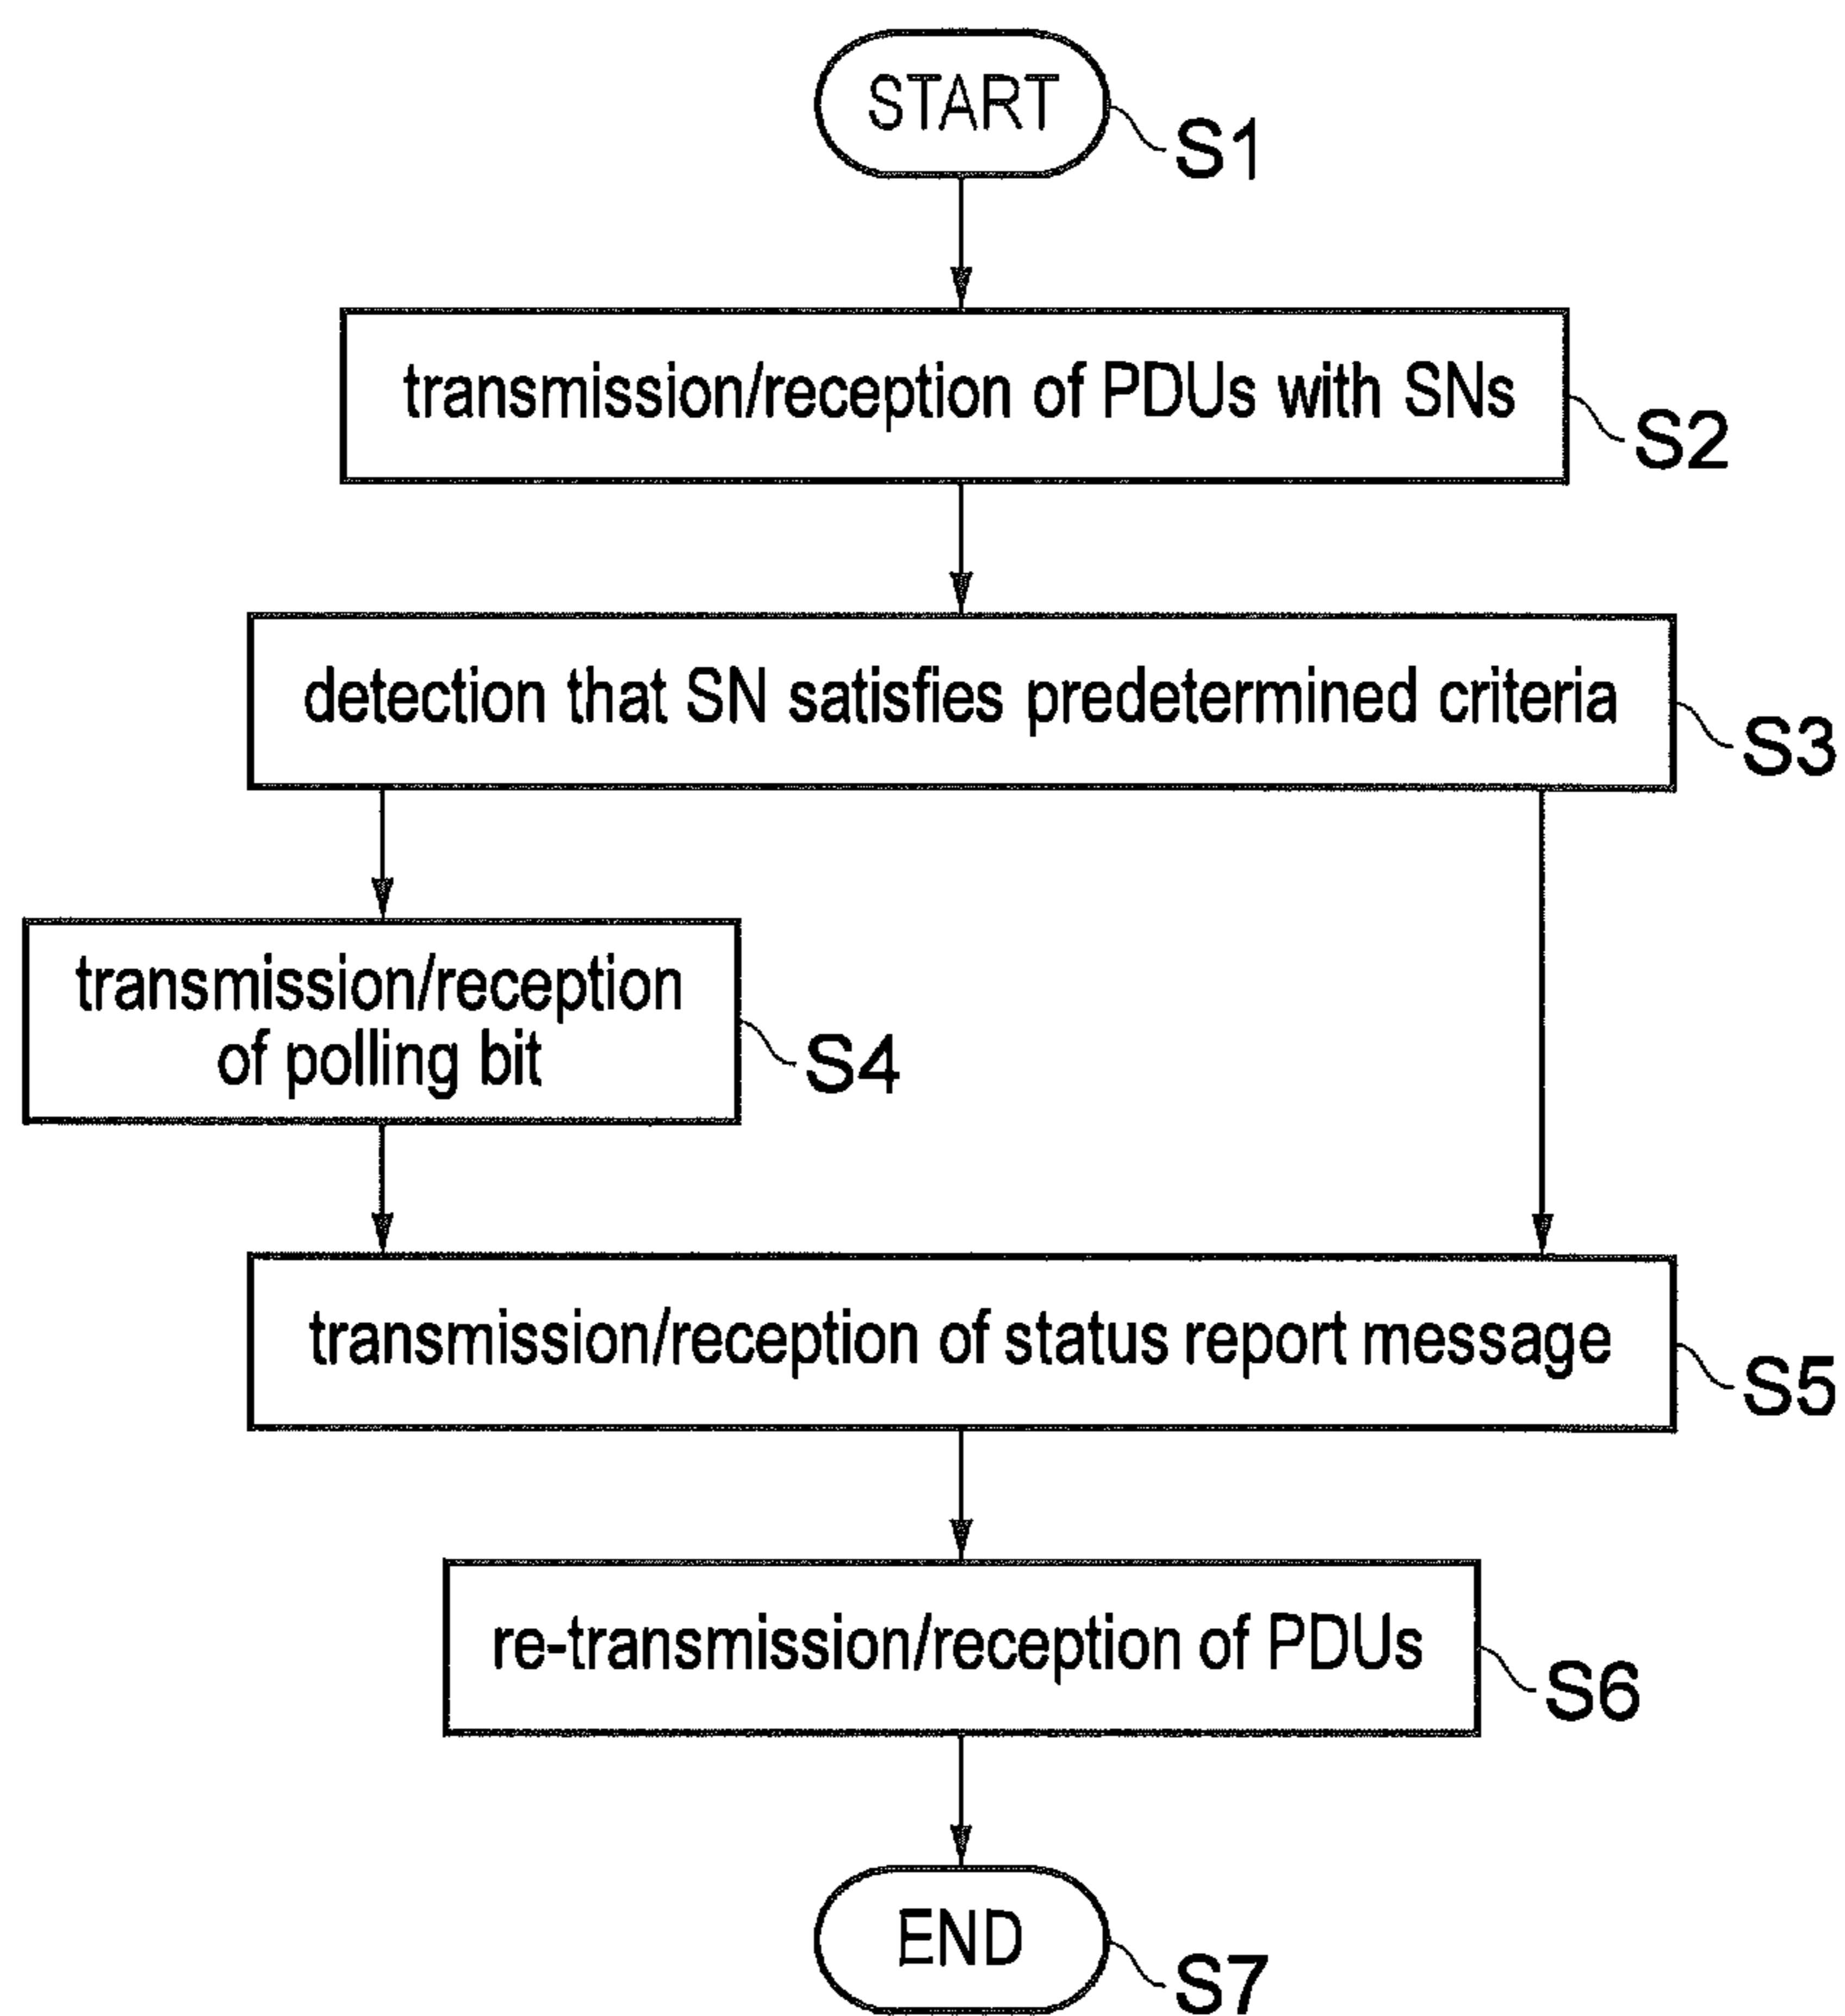 START
S1
transmission/reception of PDUs with SNs
S2
detection that SN satisfies predetermined criteria
S3
transmission/reception
of polling bit
S4
transmission/reception of status report message
S5
re-transmission/reception of PDUs
S6
END
S7